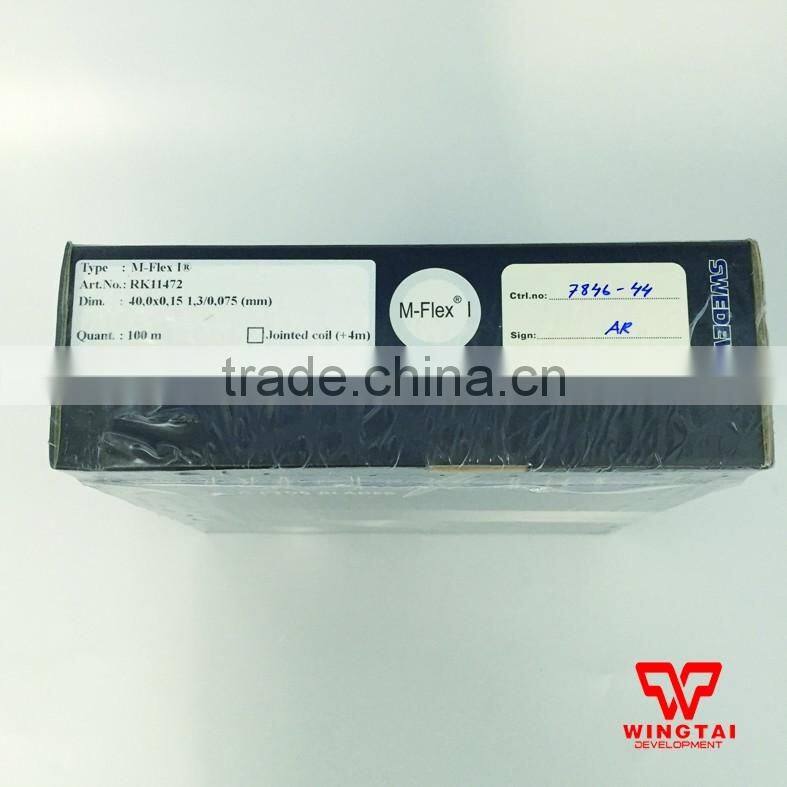 Type : M-Flex I®
Art.No.: RK11472
Dim. : 40,0x0,15 1,3/0,075 (mm)
Quant. : 100 m
Jointed coil (+4m)
M-Flex® I
Ctrl.no: 7846-44
Sign: AR
trade.china.cn
WINGTAI
DEVELOPMENT